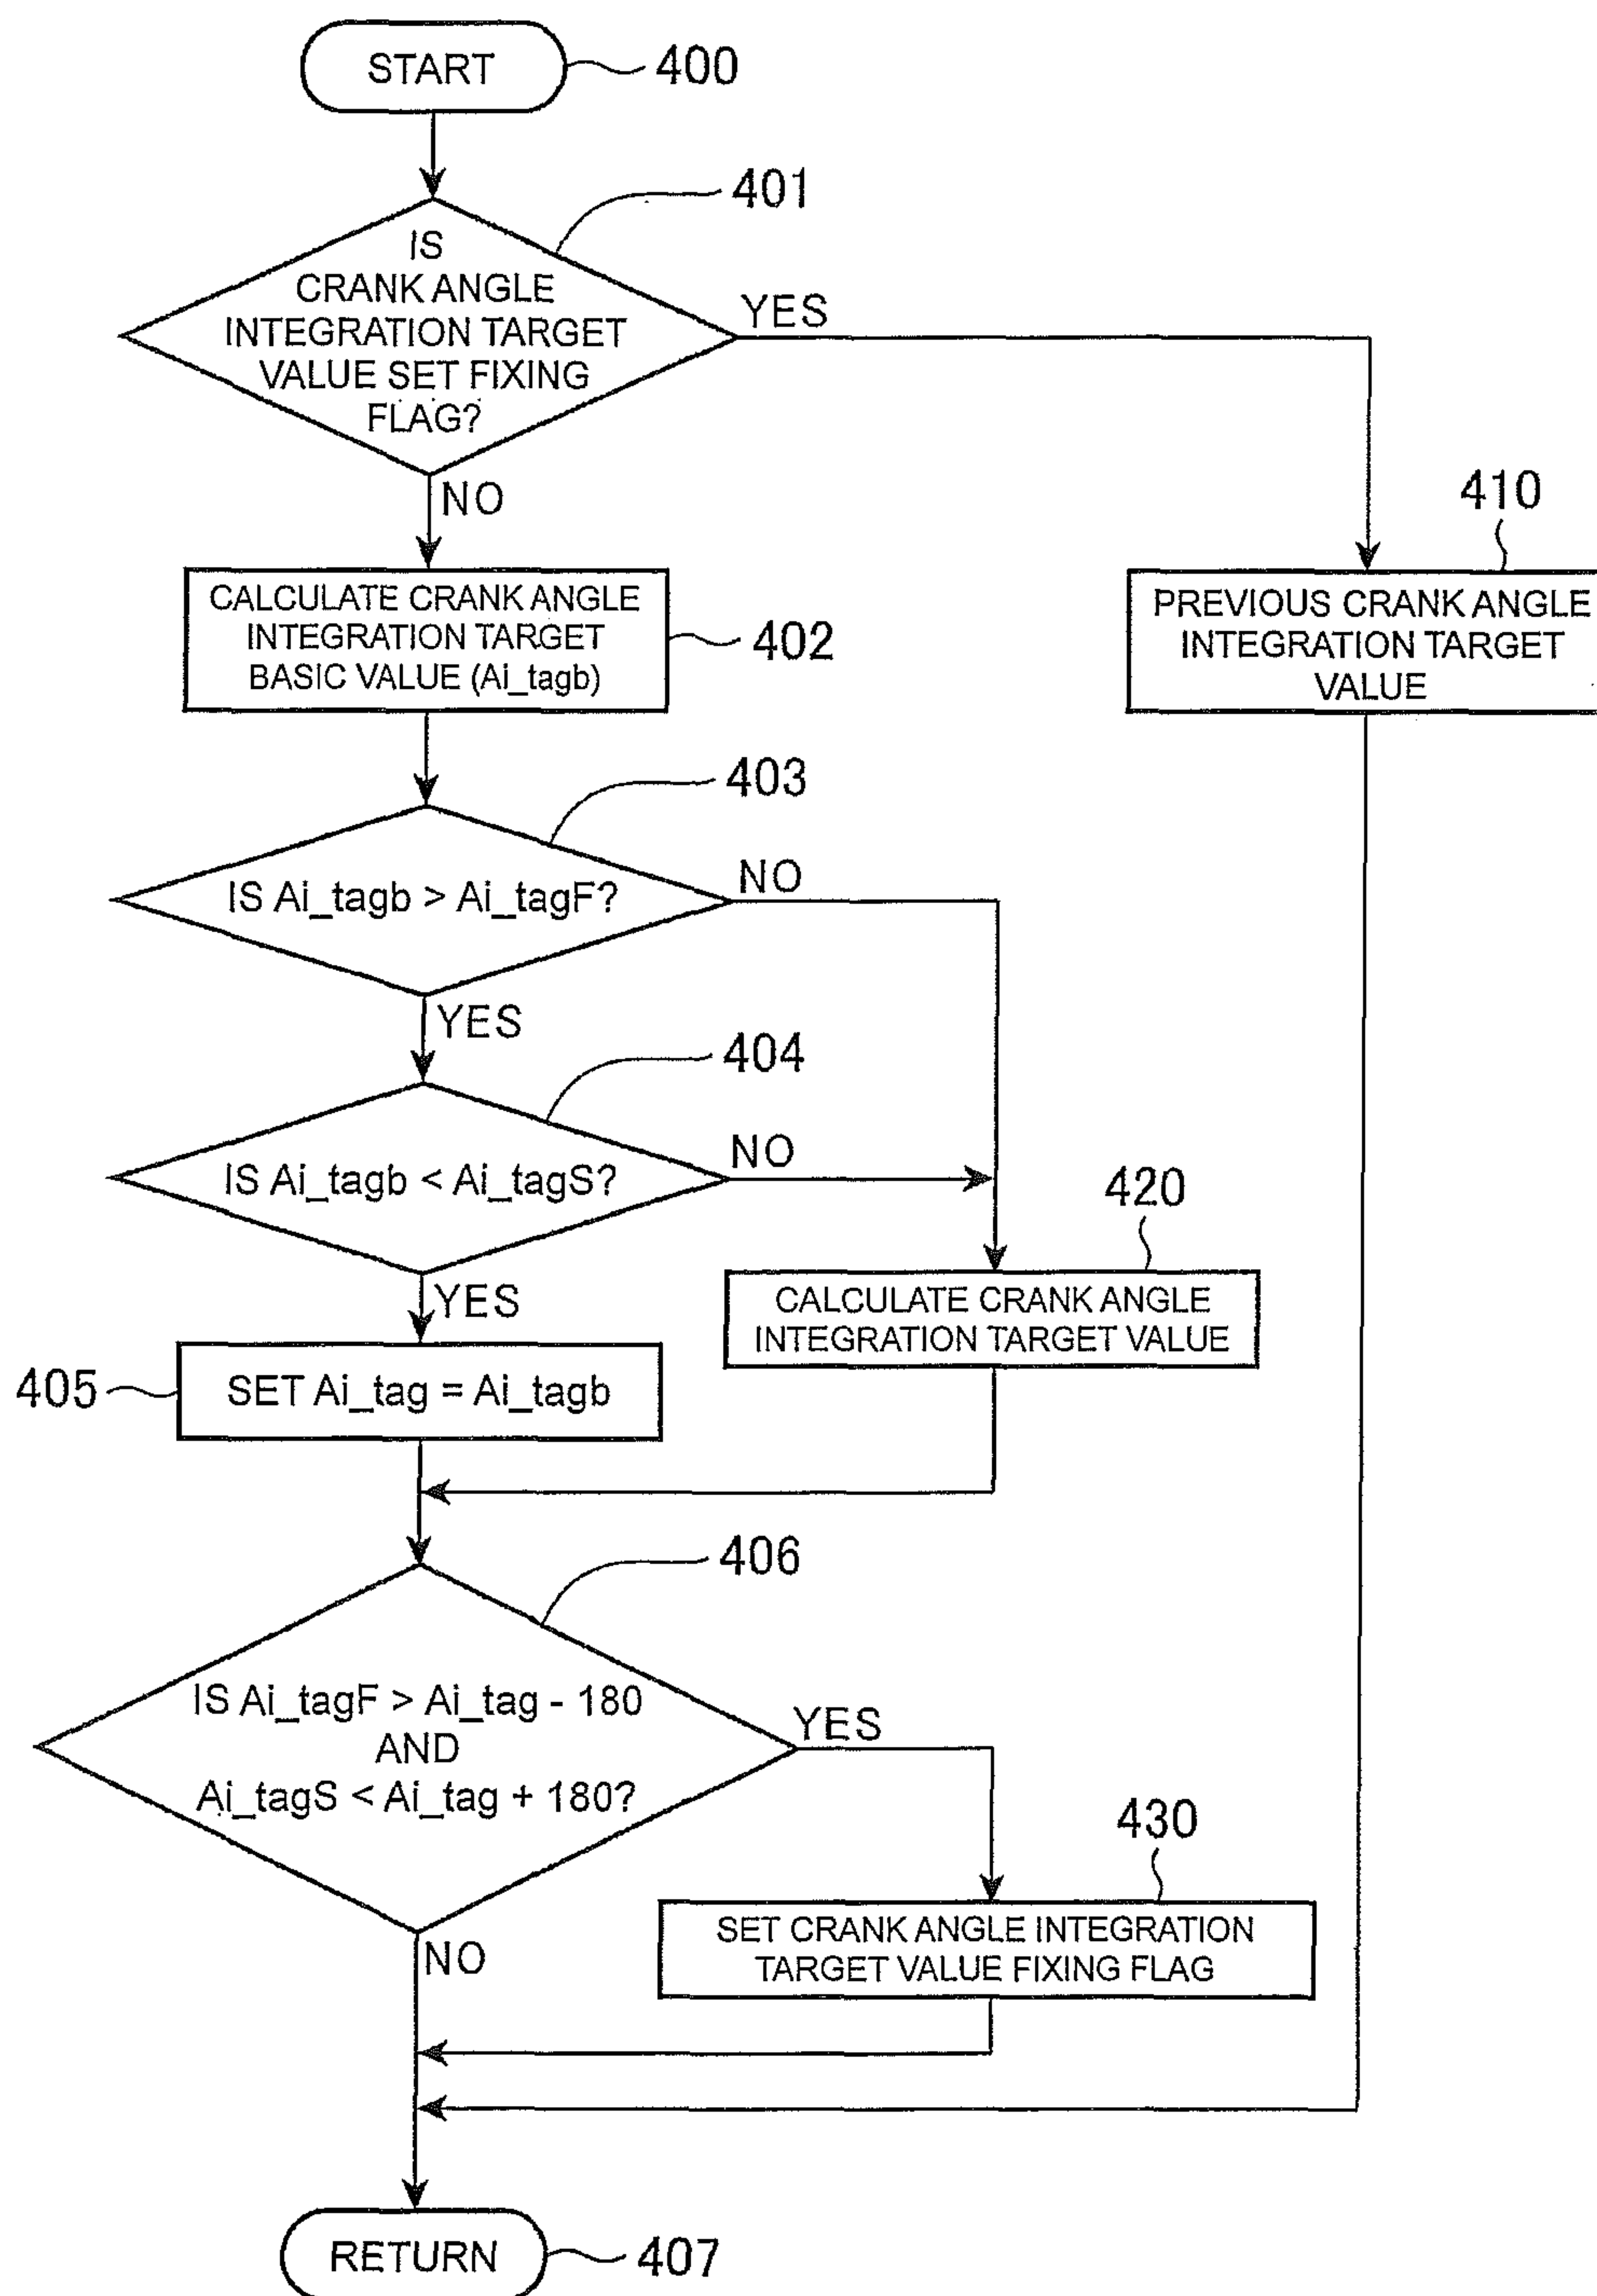 START
400
401
IS
CRANK ANGLE
INTEGRATION TARGET
VALUE SET FIXING
FLAG?
YES
NO
410
CALCULATE CRANK ANGLE
INTEGRATION TARGET
BASIC VALUE (Ai_tagb)
402
PREVIOUS CRANK ANGLE
INTEGRATION TARGET
VALUE
403
IS Ai_tagb > Ai_tagF?
NO
YES
404
IS Ai_tagb < Ai_tagS?
NO
420
YES
CALCULATE CRANK ANGLE
INTEGRATION TARGET VALUE
405
SET Ai_tag = Ai_tagb
406
IS Ai_tagF > Ai_tag - 180
AND
Ai_tagS < Ai_tag + 180?
YES
430
NO
SET CRANK ANGLE INTEGRATION
TARGET VALUE FIXING FLAG
RETURN
407